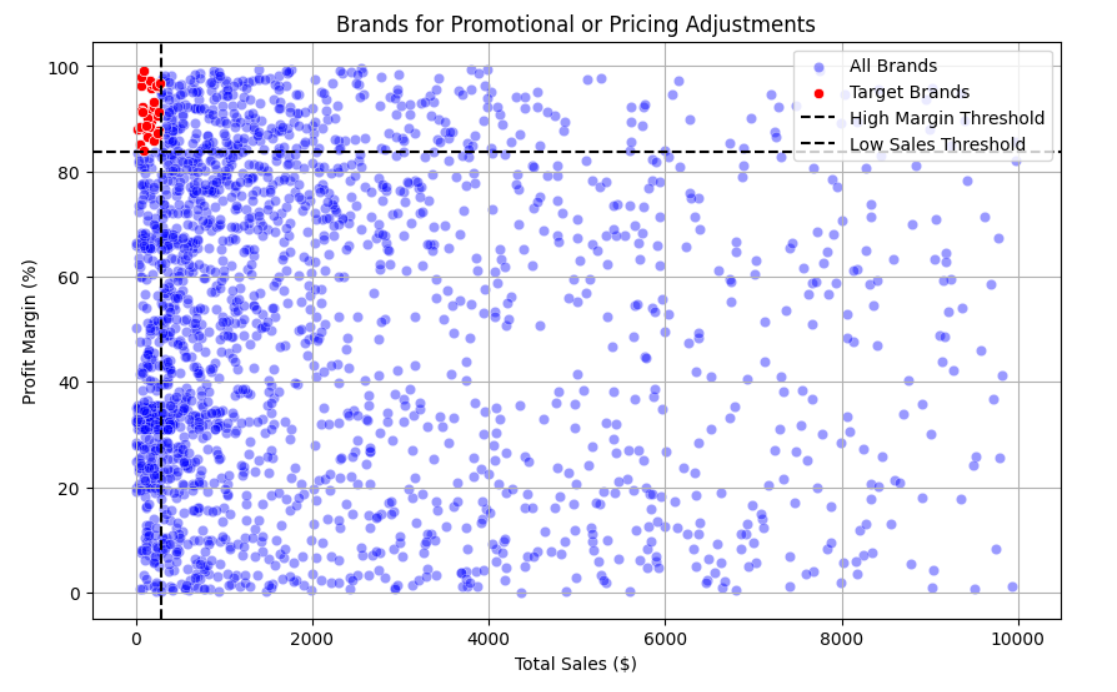 Brands for Promotional or Pricing Adjustments
All Brands
Target Brands
High Margin Threshold
Low Sales Threshold
Profit Margin (%)
100
80
60
40
20
0
0 2000 4000 6000 8000 10000
Total Sales ($)